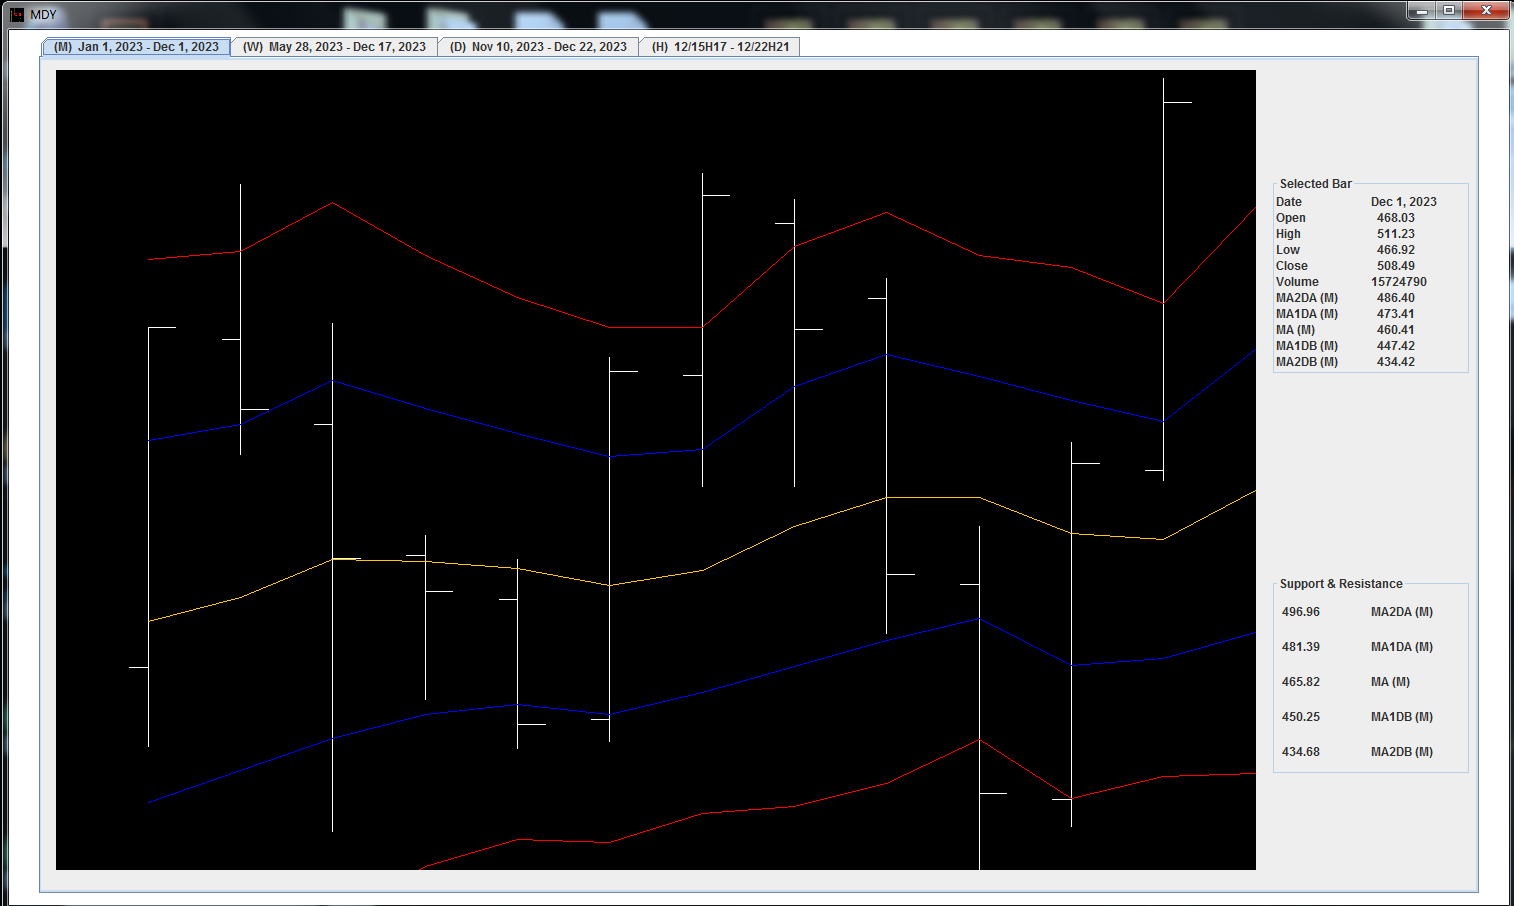 MDY
(M) Jan 1, 2023 - Dec 1, 2023
(W) May 28, 2023 - Dec 17, 2023
(D) Nov 10, 2023 - Dec 22, 2023
(H) 12/15H17 - 12/22H21
Selected Bar
Date Dec 1, 2023
Open 468.03
High 511.23
Low 466.92
Close 508.49
Volume 15724790
MA2DA (M) 486.40
MA1DA (M) 473.41
MA (M) 460.41
MA1DB (M) 447.42
MA2DB (M) 434.42
Support & Resistance
496.96 MA2DA (M)
481.39 MA1DA (M)
465.82 MA (M)
450.25 MA1DB (M)
434.68 MA2DB (M)